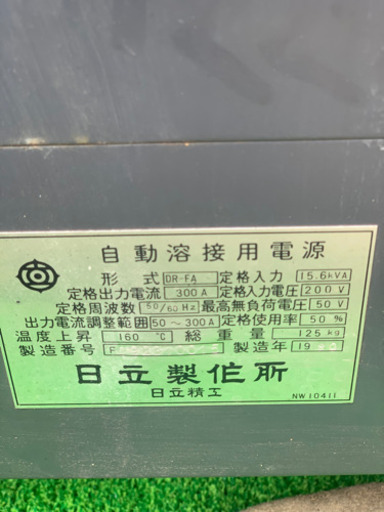 自動溶接用電源
形式 DR-FA 定格入力 15.6kVA
定格出力電流 300A 定格入力電圧 200V
定格周波数 50/60Hz 最高無負荷電圧 50V
出力電流調整範囲 50～300A 定格使用率 50%
温度上昇 160℃ 総重量 125kg
製造番号 製造年 19
日立製作所
日立精工
NW10411